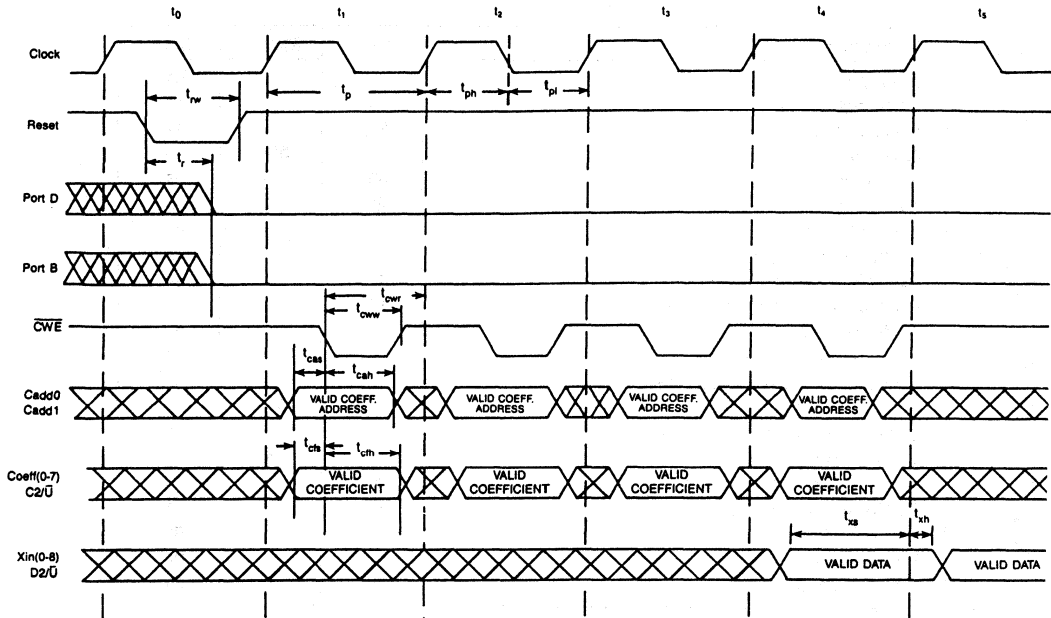 t0 t1 t2 t3 t4 t5
Clock
tp tph tpl
trw
Reset
tr
Port D
Port B
tcwr
tcww
CWE
tcas tcah
Cadd0
Cadd1
VALID COEFF. ADDRESS
VALID COEFF. ADDRESS
VALID COEFF. ADDRESS
VALID COEFF. ADDRESS
tcfs tcfh
Coeff(0-7)
C2/U̅
VALID COEFFICIENT
VALID COEFFICIENT
VALID COEFFICIENT
VALID COEFFICIENT
txs txh
Xin(0-8)
D2/U̅
VALID DATA VALID DATA